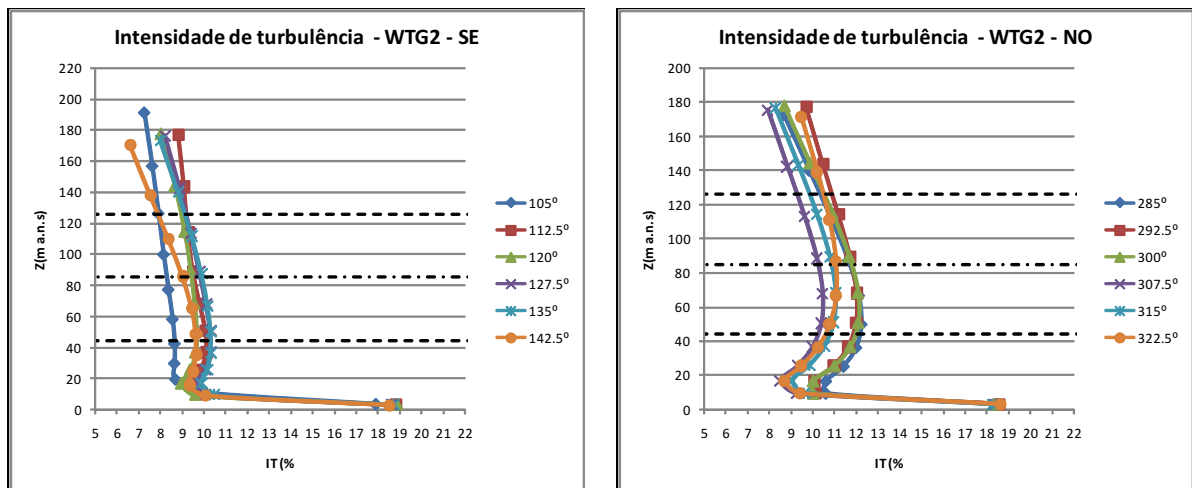 Intensidade de turbulência - WTG2 - SE
220
200
180
160
140
120
100
80
60
40
20
0
Z(m a.n.s)
5 6 7 8 9 10 11 12 13 14 15 16 17 18 19 20 21 22
IT(%
105º
112.5º
120º
127.5º
135º
142.5º
Intensidade de turbulência - WTG2 - NO
200
180
160
140
120
100
80
60
40
20
0
Z(m a.n.s)
5 6 7 8 9 10 11 12 13 14 15 16 17 18 19 20 21 22
IT(%
285º
292.5º
300º
307.5º
315º
322.5º